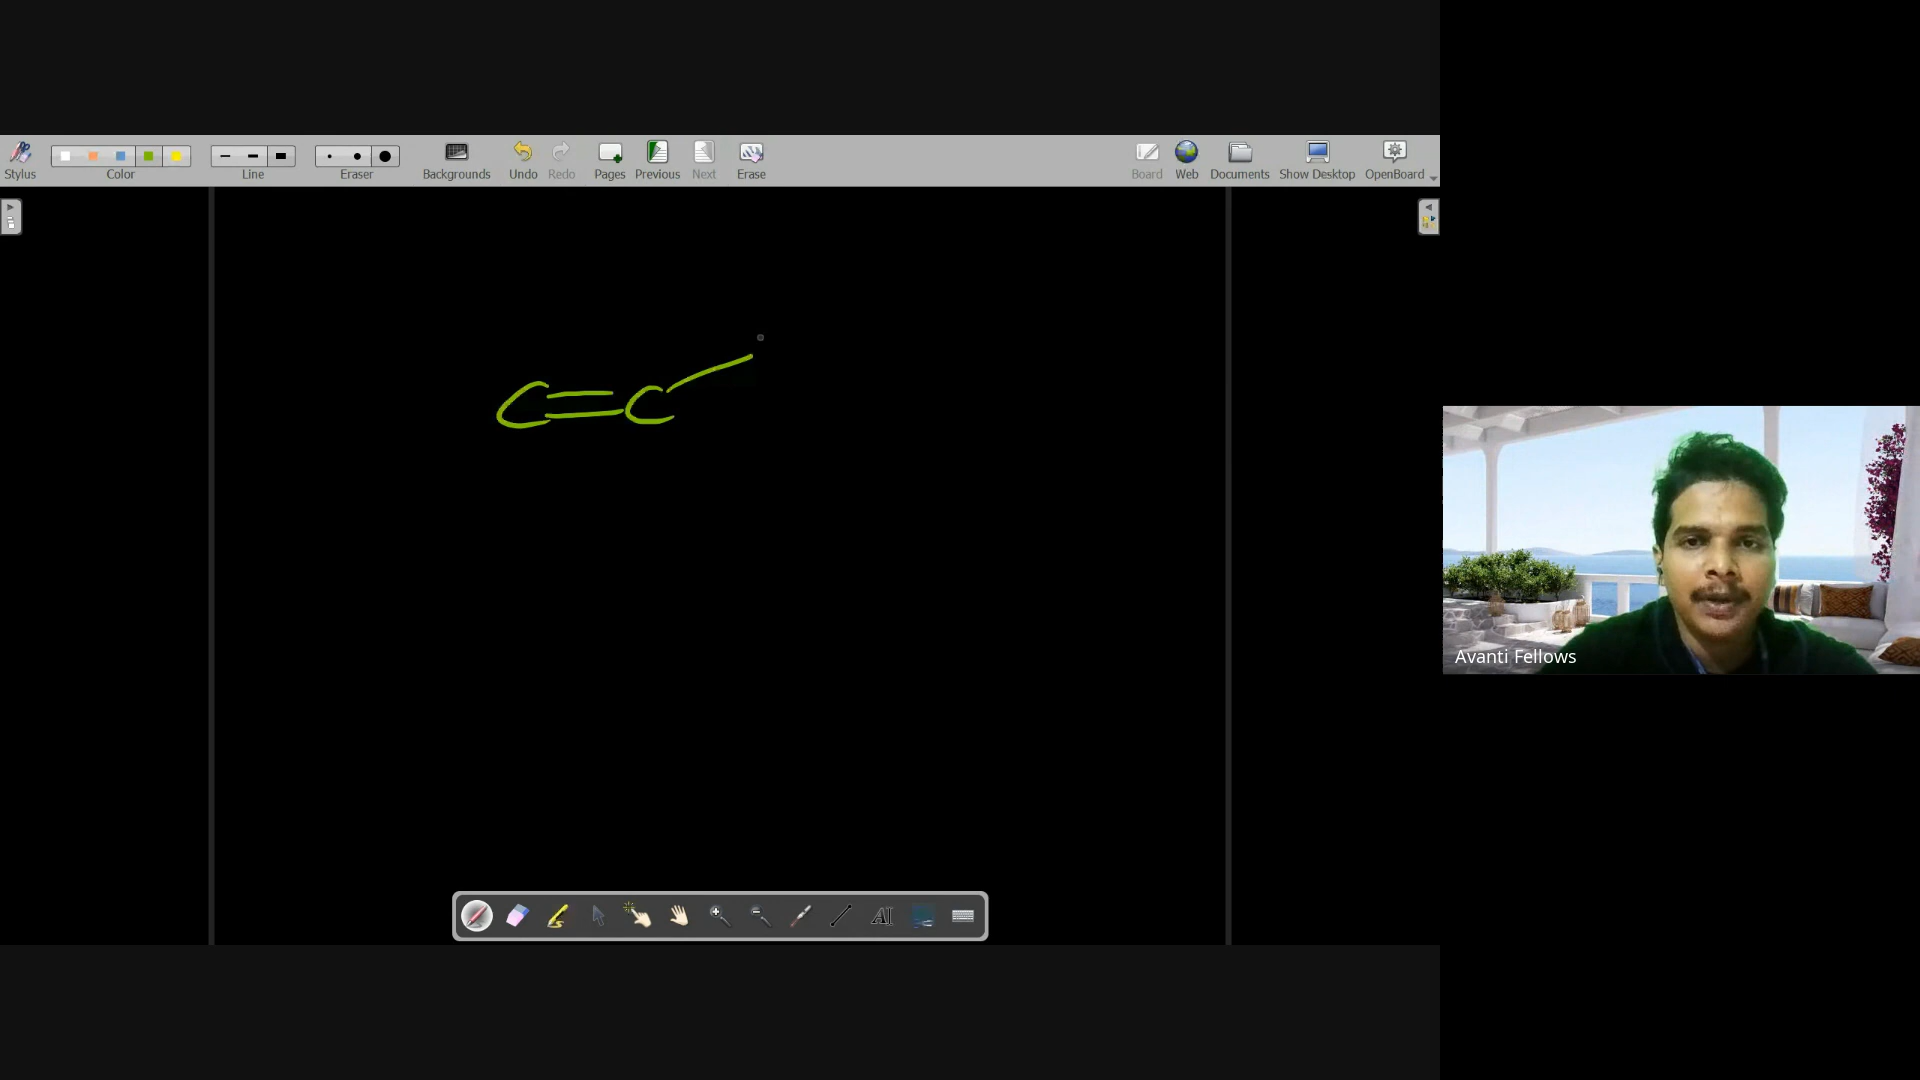 Stylus Color Line Eraser Backgrounds Undo Redo Pages Previous Next Erase Board Web Documents Show Desktop OpenBoard
C=C
Avanti Fellows
AI